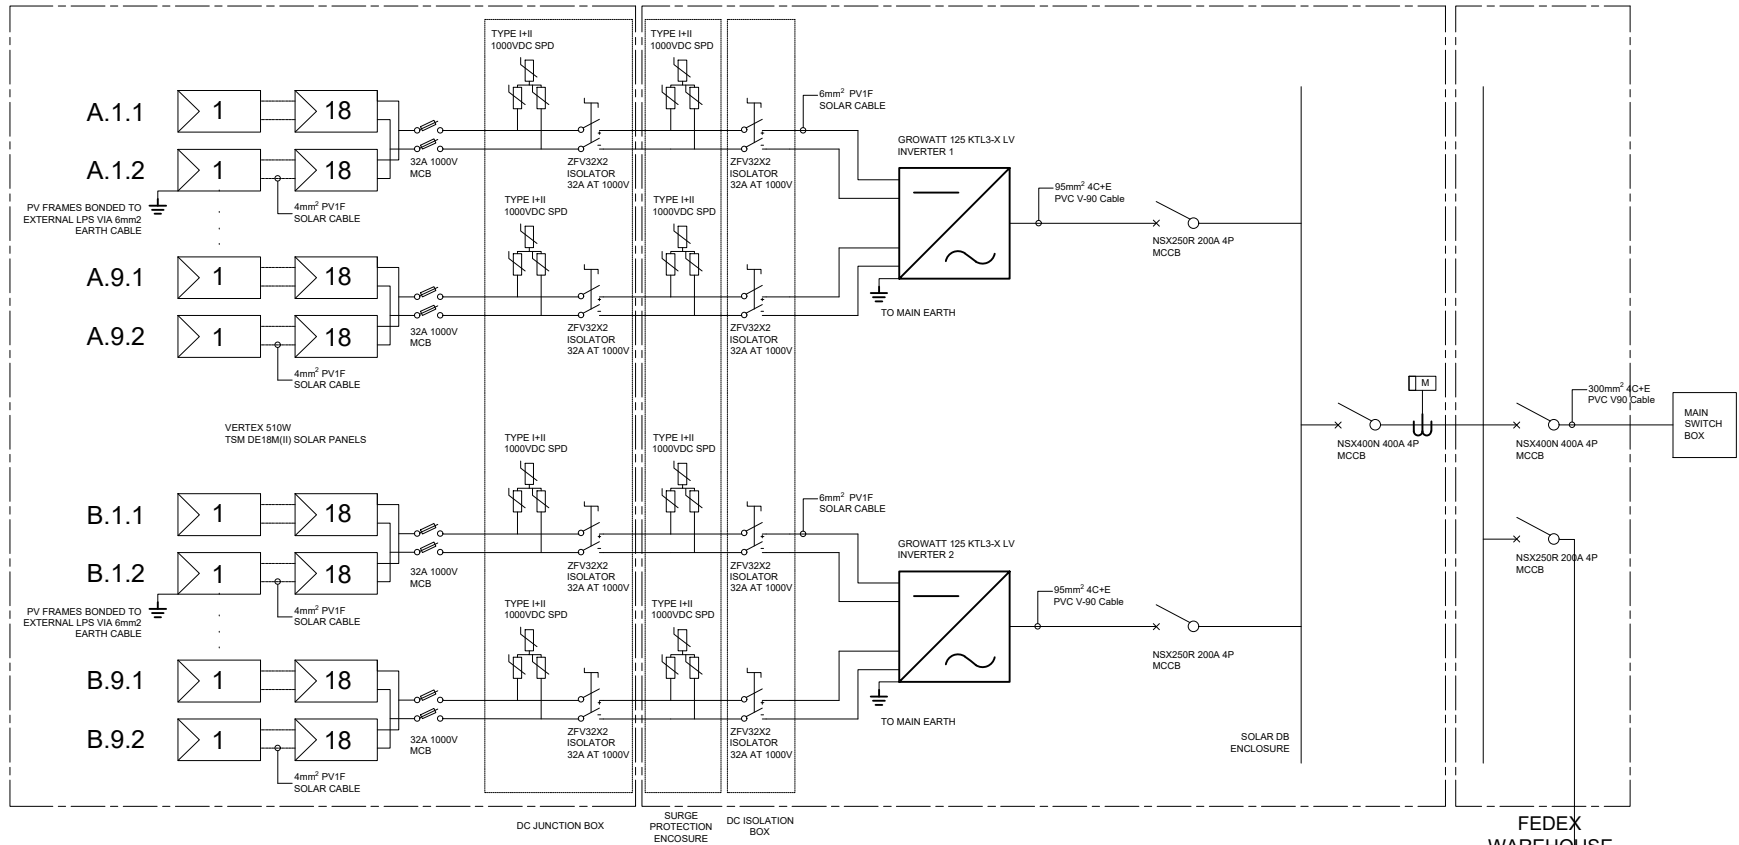 TYPE I+II
1000VDC SPD
TYPE I+II
1000VDC SPD
A.1.1
1
18
6mm² PV1F
SOLAR CABLE
32A 1000V
MCB
ZFV32X2
ISOLATOR
32A AT 1000V
ZFV32X2
ISOLATOR
32A AT 1000V
A.1.2
1
18
4mm² PV1F
SOLAR CABLE
PV FRAMES BONDED TO
EXTERNAL LPS VIA 6mm2
EARTH CABLE
GROWATT 125 KTL3-X LV
INVERTER 1
95mm² 4C+E
PVC V-90 Cable
NSX250R 200A 4P
MCCB
TYPE I+II
1000VDC SPD
TYPE I+II
1000VDC SPD
A.9.1
1
18
32A 1000V
MCB
ZFV32X2
ISOLATOR
32A AT 1000V
ZFV32X2
ISOLATOR
32A AT 1000V
TO MAIN EARTH
A.9.2
1
18
4mm² PV1F
SOLAR CABLE
VERTEX 510W
TSM DE18M(II) SOLAR PANELS
M
NSX400N 400A 4P
MCCB
NSX400N 400A 4P
MCCB
300mm² 4C+E
PVC V90 Cable
MAIN
SWITCH
BOX
TYPE I+II
1000VDC SPD
TYPE I+II
1000VDC SPD
B.1.1
1
18
6mm² PV1F
SOLAR CABLE
32A 1000V
MCB
ZFV32X2
ISOLATOR
32A AT 1000V
ZFV32X2
ISOLATOR
32A AT 1000V
B.1.2
1
18
4mm² PV1F
SOLAR CABLE
PV FRAMES BONDED TO
EXTERNAL LPS VIA 6mm2
EARTH CABLE
GROWATT 125 KTL3-X LV
INVERTER 2
95mm² 4C+E
PVC V-90 Cable
NSX250R 200A 4P
MCCB
NSX250R 200A 4P
MCCB
TYPE I+II
1000VDC SPD
TYPE I+II
1000VDC SPD
B.9.1
1
18
32A 1000V
MCB
ZFV32X2
ISOLATOR
32A AT 1000V
ZFV32X2
ISOLATOR
32A AT 1000V
TO MAIN EARTH
B.9.2
1
18
4mm² PV1F
SOLAR CABLE
SOLAR DB
ENCLOSURE
DC JUNCTION BOX
SURGE
PROTECTION
ENCOSURE
DC ISOLATION
BOX
FEDEX
WAREHOUSE